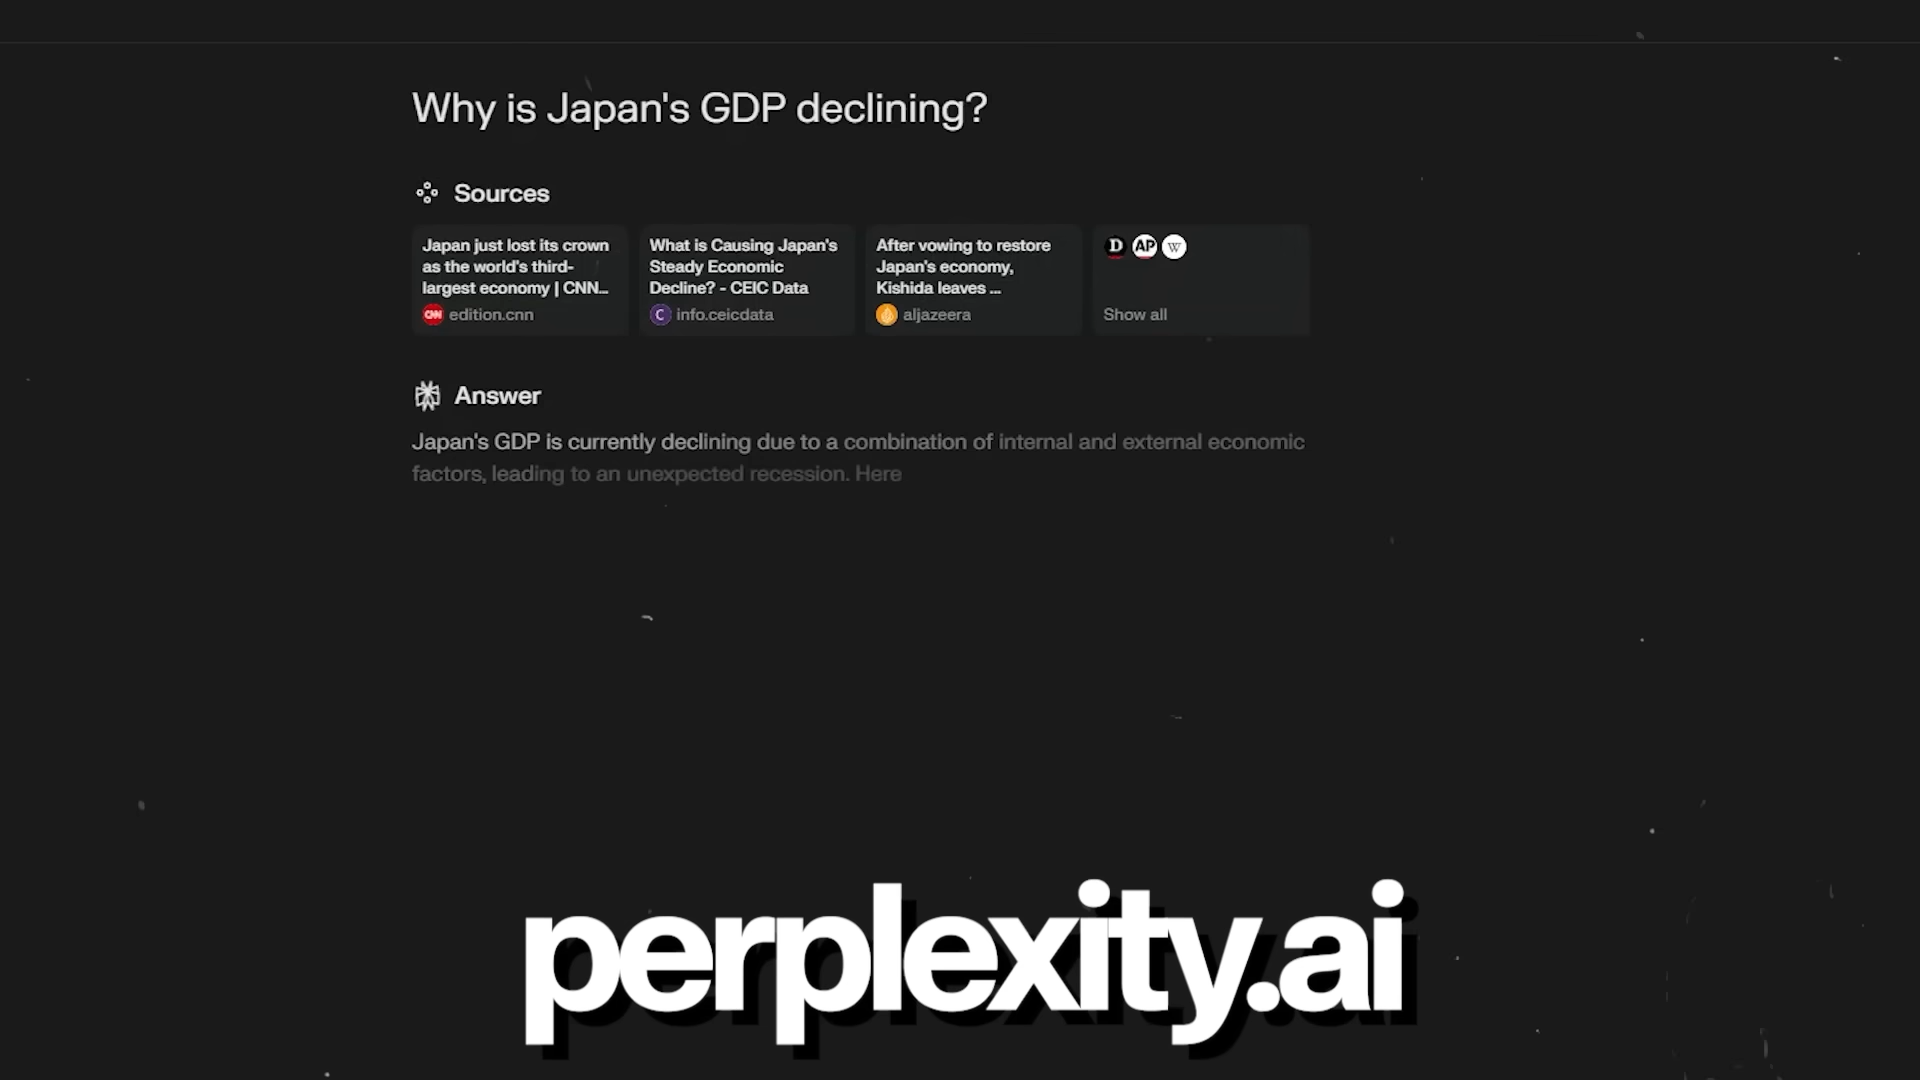 Why is Japan's GDP declining?
Sources
Japan just lost its crown
as the world's third-
largest economy | CNN...
CNN edition.cnn
What is Causing Japan's
Steady Economic
Decline? - CEIC Data
C info.ceicdata
After vowing to restore
Japan's economy,
Kishida leaves ...
aljazeera
D AP W
Show all
Answer
Japan's GDP is currently declining due to a combination of internal and external economic
factors, leading to an unexpected recession. Here
perplexity.ai